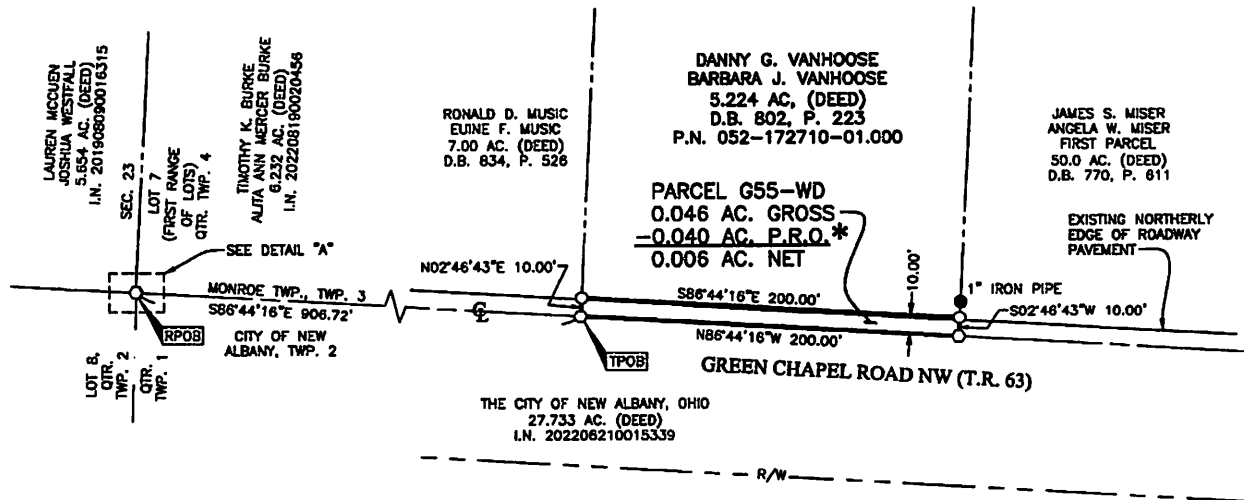 LAUREN MCCUEN
JOSHUA WESTFALL
5.654 AC. (DEED)
I.N. 201908090016315
SEC. 23
LOT 7
(FIRST RANGE
OF LOTS)
QTR. TWP. 4
TIMOTHY K. BURKE
ALITA ANN MERCER BURKE
6.232 AC. (DEED)
I.N. 202208190020456
SEE DETAIL "A"
RONALD D. MUSIC
EUINE F. MUSIC
7.00 AC. (DEED)
D.B. 834, P. 526
DANNY G. VANHOOSE
BARBARA J. VANHOOSE
5.224 AC, (DEED)
D.B. 802, P. 223
P.N. 052-172710-01.000
JAMES S. MISER
ANGELA W. MISER
FIRST PARCEL
50.0 AC. (DEED)
D.B. 770, P. 611
PARCEL G55-WD
0.046 AC. GROSS
-0.040 AC. P.R.O.*
0.006 AC. NET
EXISTING NORTHERLY
EDGE OF ROADWAY
PAVEMENT
N02°46'43"E 10.00'
10.00'
1" IRON PIPE
MONROE TWP., TWP. 3
S86°44'16"E 906.72'
S86°44'16"E 200.00'
S02°46'43"W 10.00'
RPOB
CITY OF NEW
ALBANY, TWP. 2
℄
N86°44'16"W 200.00'
TPOB
GREEN CHAPEL ROAD NW (T.R. 63)
LOT 8,
QTR.
TWP. 2
QTR.
TWP. 1
THE CITY OF NEW ALBANY, OHIO
27.733 AC. (DEED)
I.N. 202206210015339
R/W